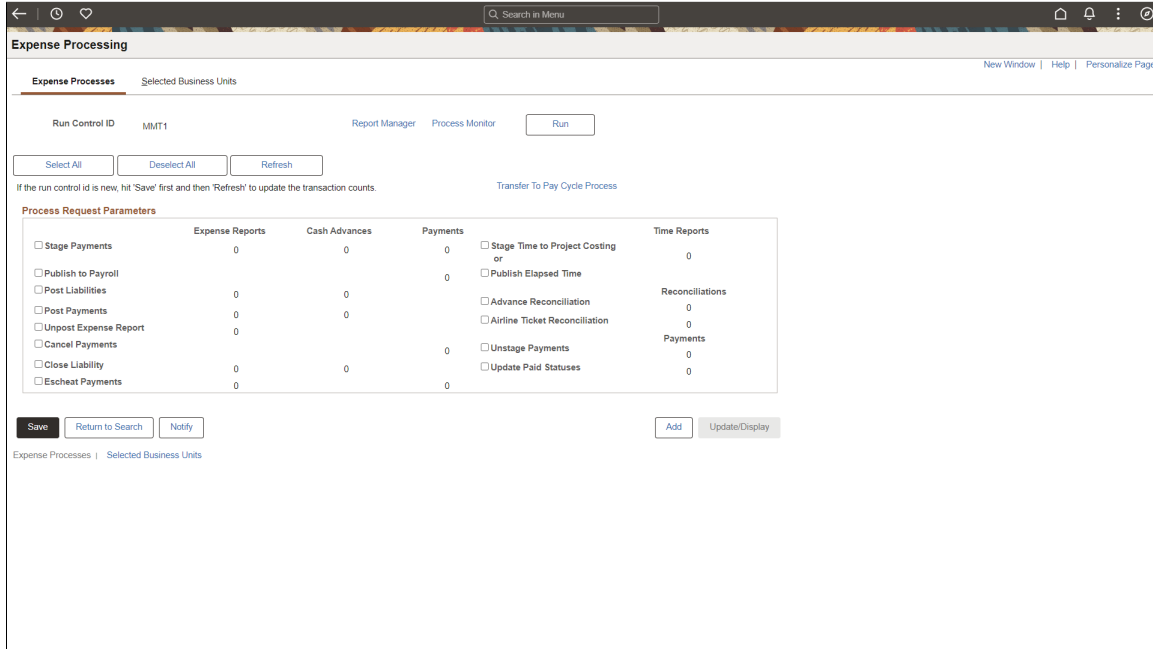 Search in Menu
Expense Processing
New Window | Help | Personalize Page
Expense Processes Selected Business Units
Run Control ID MMT1 Report Manager Process Monitor Run
Select All Deselect All Refresh
If the run control id is new, hit 'Save' first and then 'Refresh' to update the transaction counts. Transfer To Pay Cycle Process
Process Request Parameters
Expense Reports Cash Advances Payments Time Reports
Stage Payments 0 0 0 Stage Time to Project Costing 0
or
Publish to Payroll 0 Publish Elapsed Time
Post Liabilities 0 0 Reconciliations
Advance Reconciliation 0
Post Payments 0 0
Airline Ticket Reconciliation 0
Unpost Expense Report 0
Cancel Payments 0 Payments
Unstage Payments 0
Close Liability 0 0 Update Paid Statuses 0
Escheat Payments 0 0
Save Return to Search Notify Add Update/Display
Expense Processes | Selected Business Units